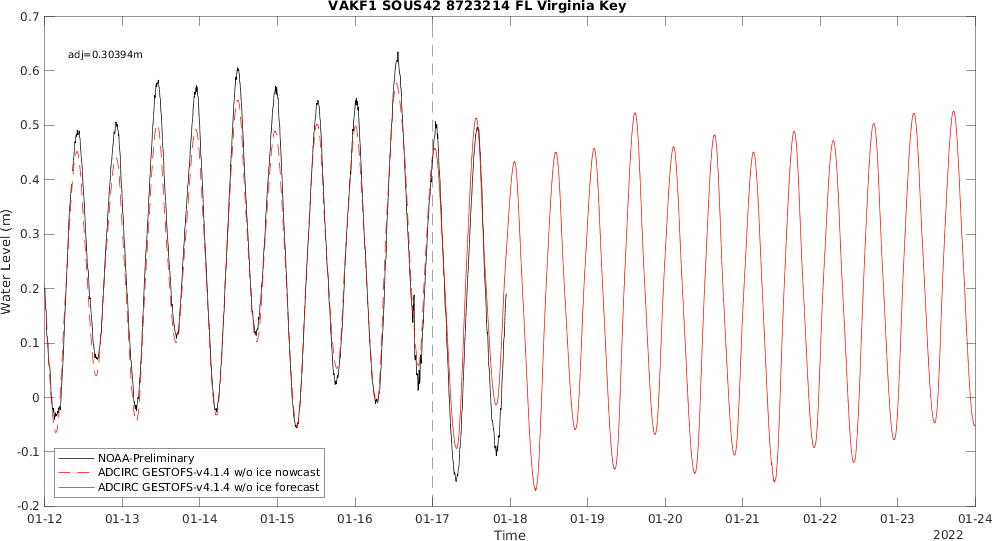 VAKF1 SOUS42 8723214 FL Virginia Key
0.7
0.6
0.5
0.4
0.3
0.2
0.1
0
-0.1
-0.2
Water Level (m)
adj=0.30394m
NOAA-Preliminary
ADCIRC GESTOFS-v4.1.4 w/o ice nowcast
ADCIRC GESTOFS-v4.1.4 w/o ice forecast
01-12 01-13 01-14 01-15 01-16 01-17 01-18 01-19 01-20 01-21 01-22 01-23 01-24
Time
2022